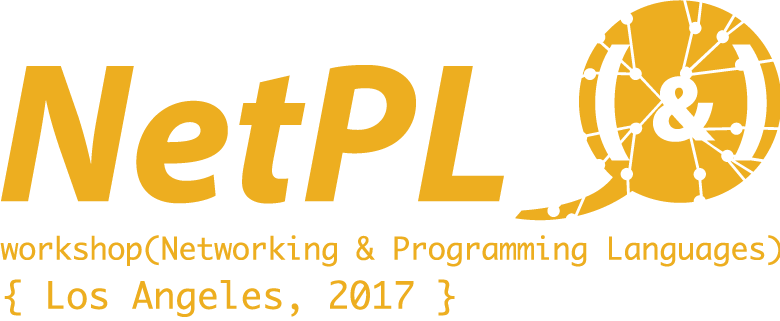 NetPL (&)
workshop(Networking & Programming Languages)
{ Los Angeles, 2017 }